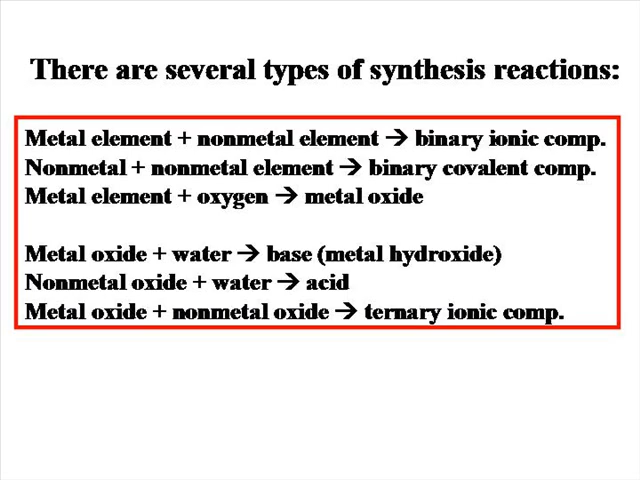 There are several types of synthesis reactions:
Metal element + nonmetal element → binary ionic comp.
Nonmetal + nonmetal element → binary covalent comp.
Metal element + oxygen → metal oxide
Metal oxide + water → base (metal hydroxide)
Nonmetal oxide + water → acid
Metal oxide + nonmetal oxide → ternary ionic comp.